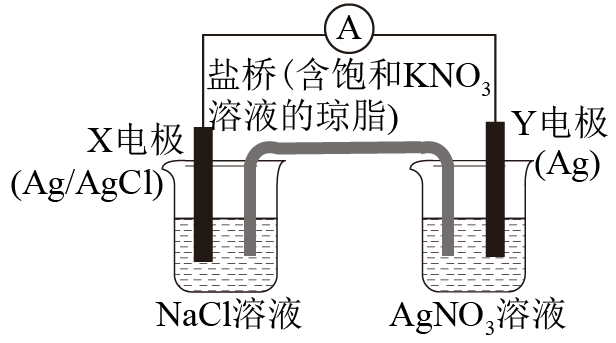 A
盐桥(含饱和KNO₃
溶液的琼脂)
X电极
(Ag/AgCl)
Y电极
(Ag)
NaCl溶液
AgNO₃溶液